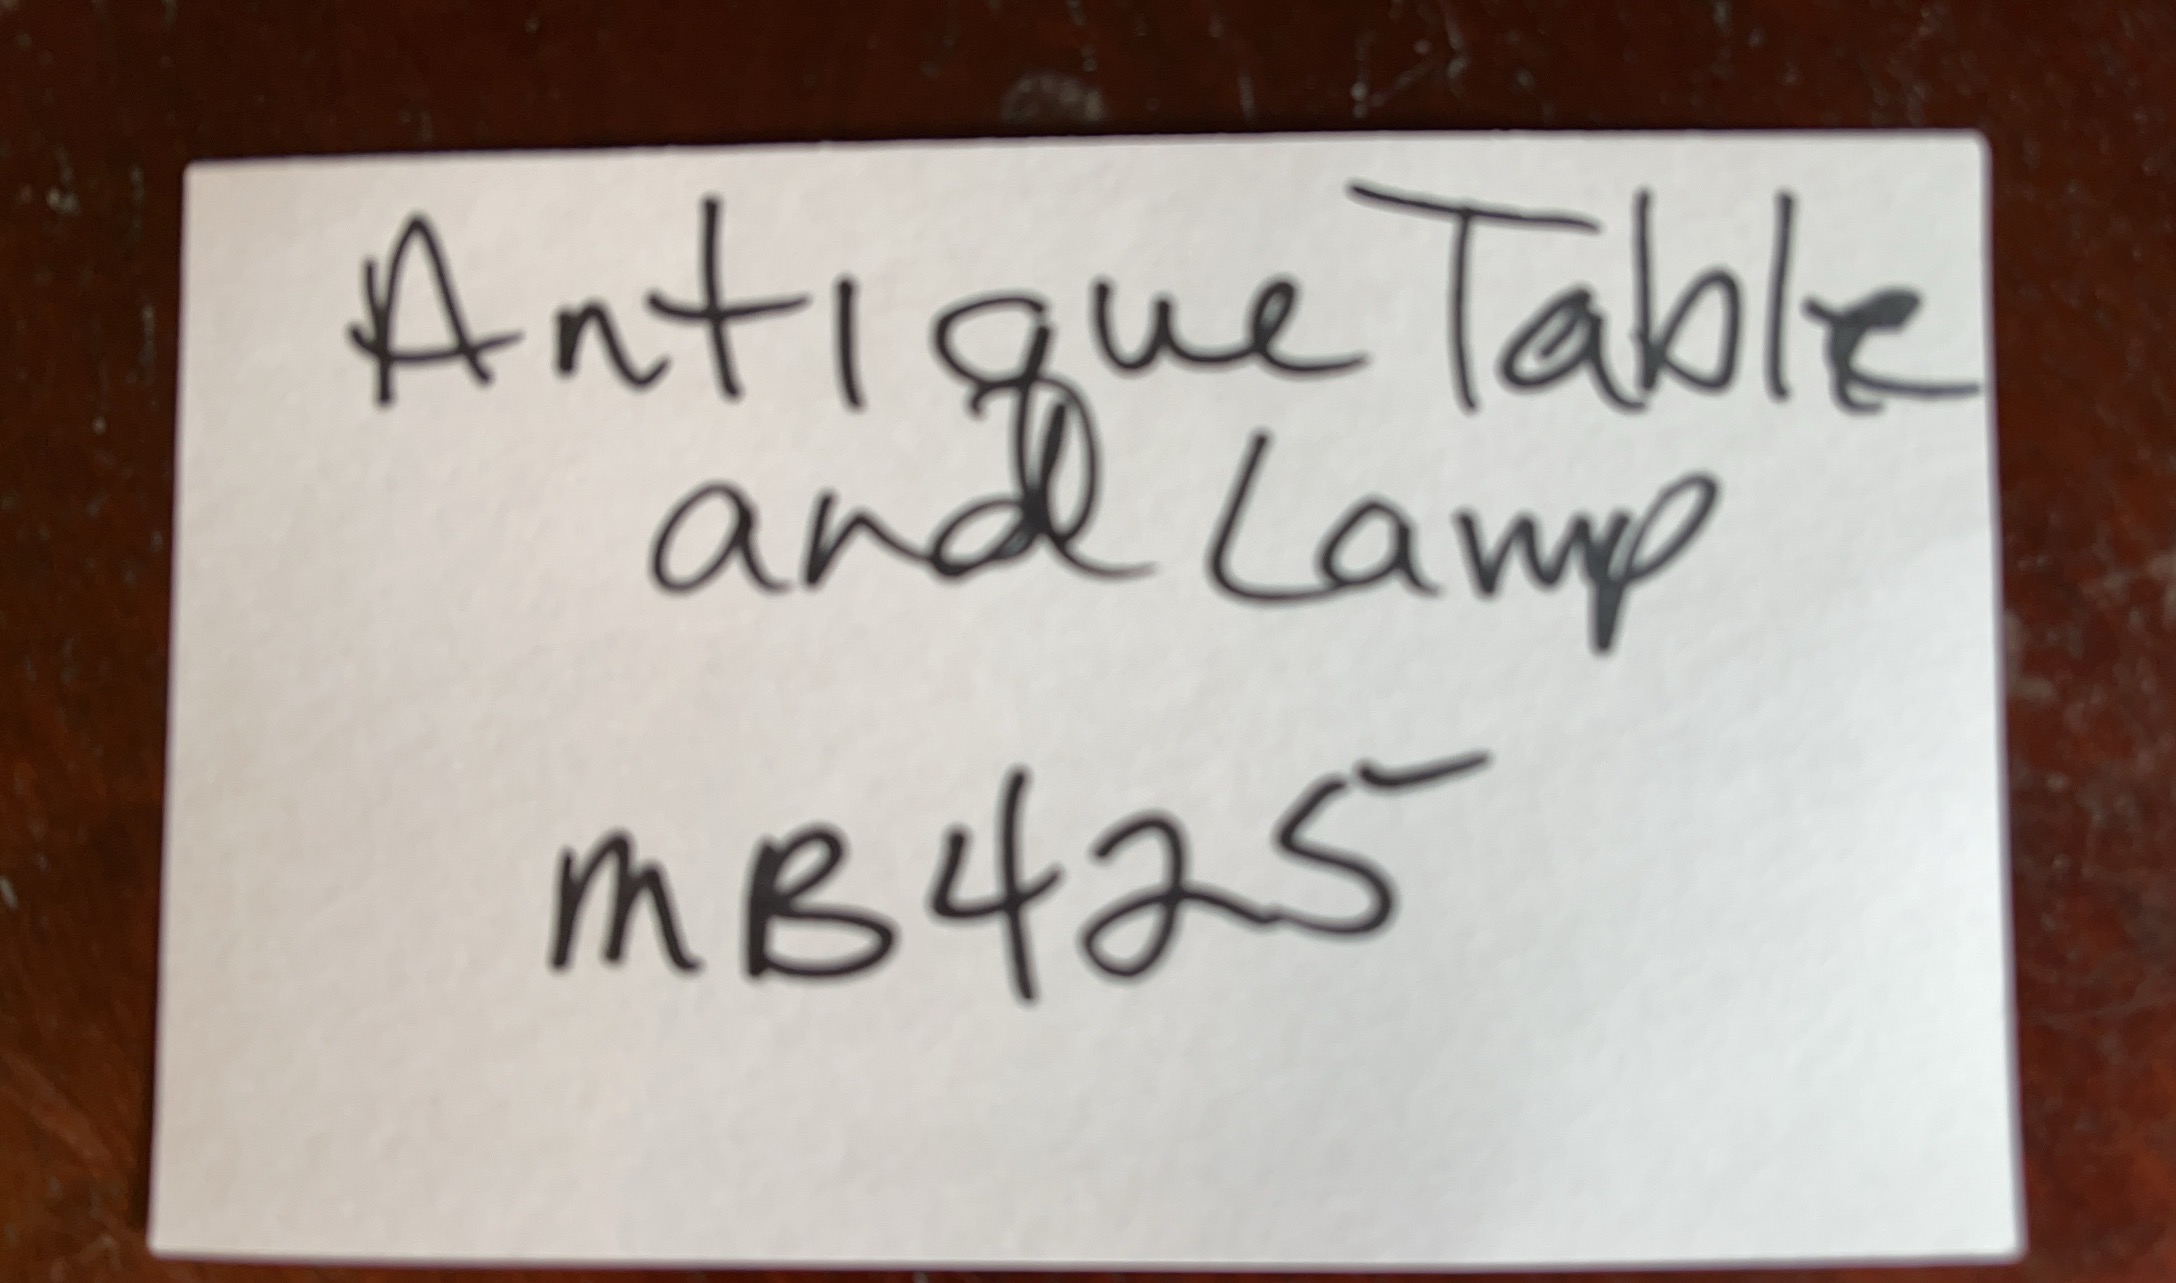 Antique Table
and Lamp
MB425